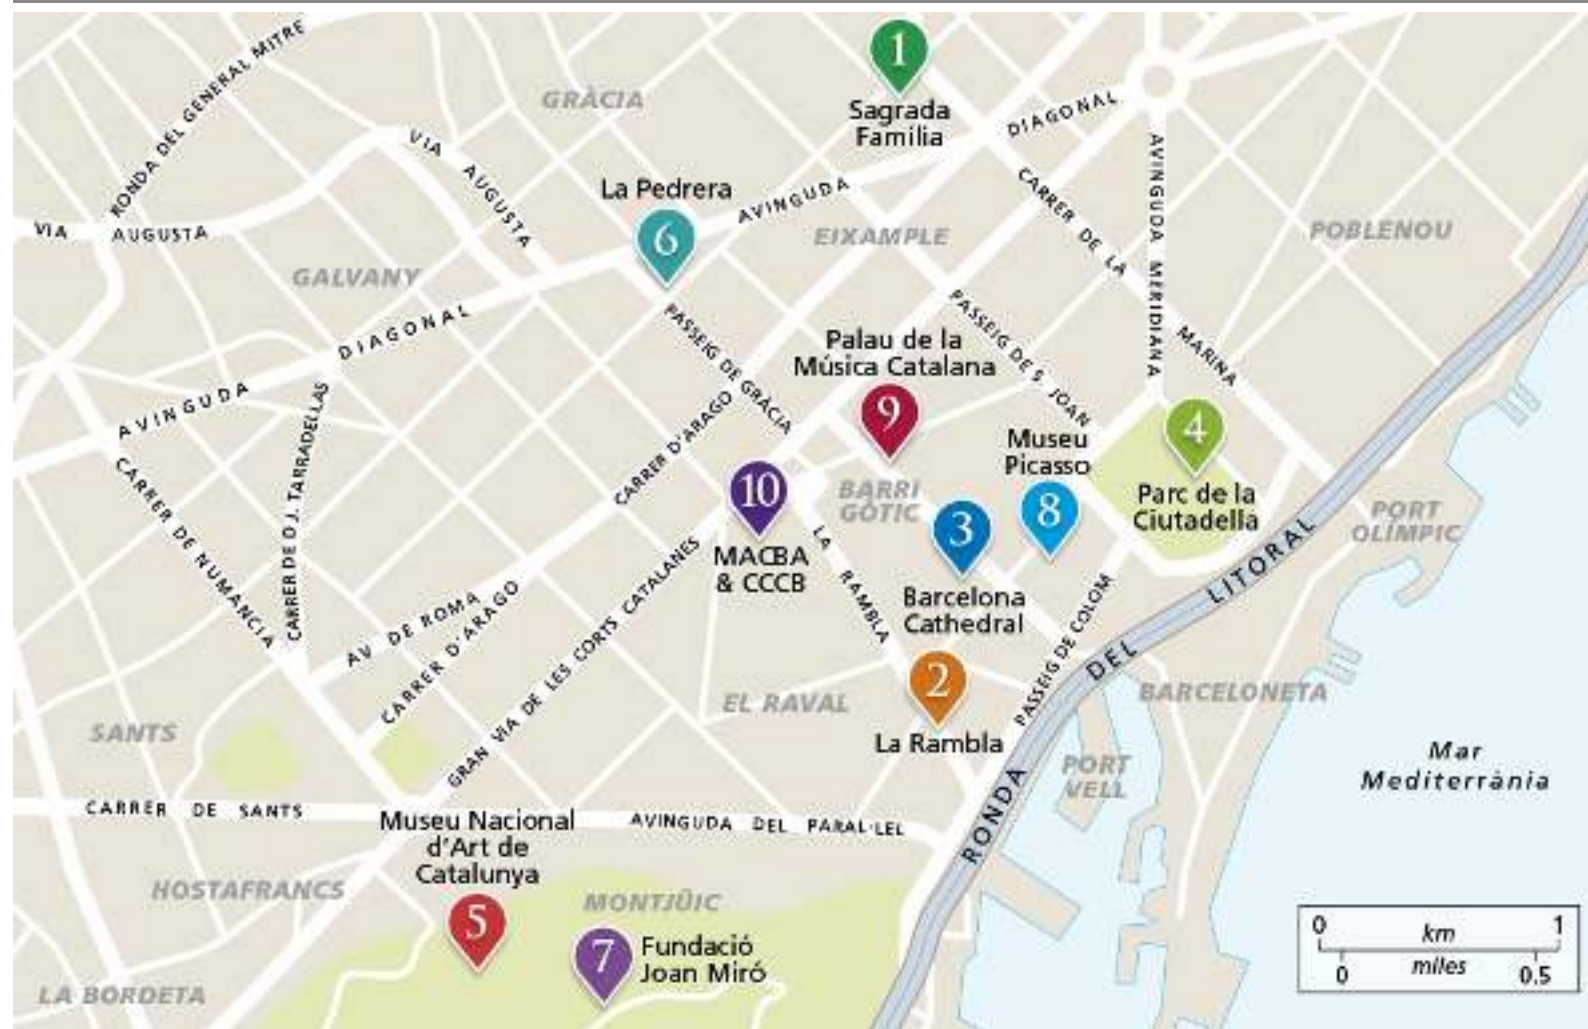 RONDA DEL GENERAL MITRE
1
Sagrada
Família
GRÀCIA
AVINGUDA DIAGONAL
VIA AUGUSTA
La Pedrera
6
VIA AUGUSTA
EIXAMPLE
CARRER DE LA MARINA
AVINGUDA MERIDIANA
POBLENOU
GALVANY
AVINGUDA DIAGONAL
PASSEIG DE GRÀCIA
PASSEIG DE S. JOAN
Palau de la
Música Catalana
9
4
Parc de la
Ciutadella
Museu
Picasso
8
CARRER DE NUMANCIA
CARRER DE O J. TARRADELLAS
CARRER D'ARAGO
10
MACBA
& CCCB
BARRI
GÒTIC
3
Barcelona
Cathedral
PORT
OLÍMPIC
LA RAMBLA
AV DE ROMA
CARRER D'ARAGO
GRAN VIA DE LES CORTS CATALANES
PASSEIG DE COLOM
RONDA DEL LITORAL
2
La Rambla
EL RAVAL
BARCELONETA
SANTS
PORT
VELL
Mar
Mediterrània
CARRER DE SANTS
AVINGUDA DEL PARAL·LEL
Museu Nacional
d'Art de
Catalunya
5
HOSTAFRANCS
MONTJÜIC
7
Fundació
Joan Miró
LA BORDETA
0 km 1
0 miles 0.5